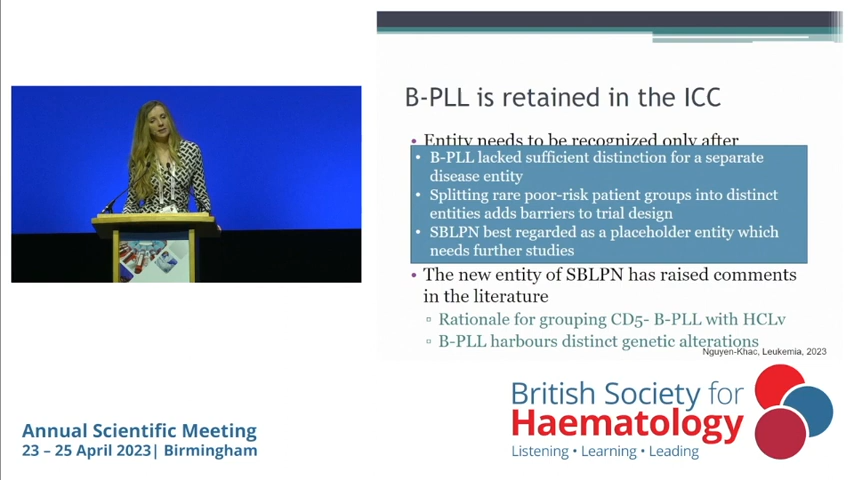 B-PLL is retained in the ICC
• Entity needs to be recognized only after
• B-PLL lacked sufficient distinction for a separate
disease entity
• Splitting rare poor-risk patient groups into distinct
entities adds barriers to trial design
• SBLPN best regarded as a placeholder entity which
needs further studies
• The new entity of SBLPN has raised comments
in the literature
Rationale for grouping CD5- B-PLL with HCLv
B-PLL harbours distinct genetic alterations
Nguyen-Khac, Leukemia, 2023
Annual Scientific Meeting
23 – 25 April 2023| Birmingham
British Society for
Haematology
Listening • Learning • Leading